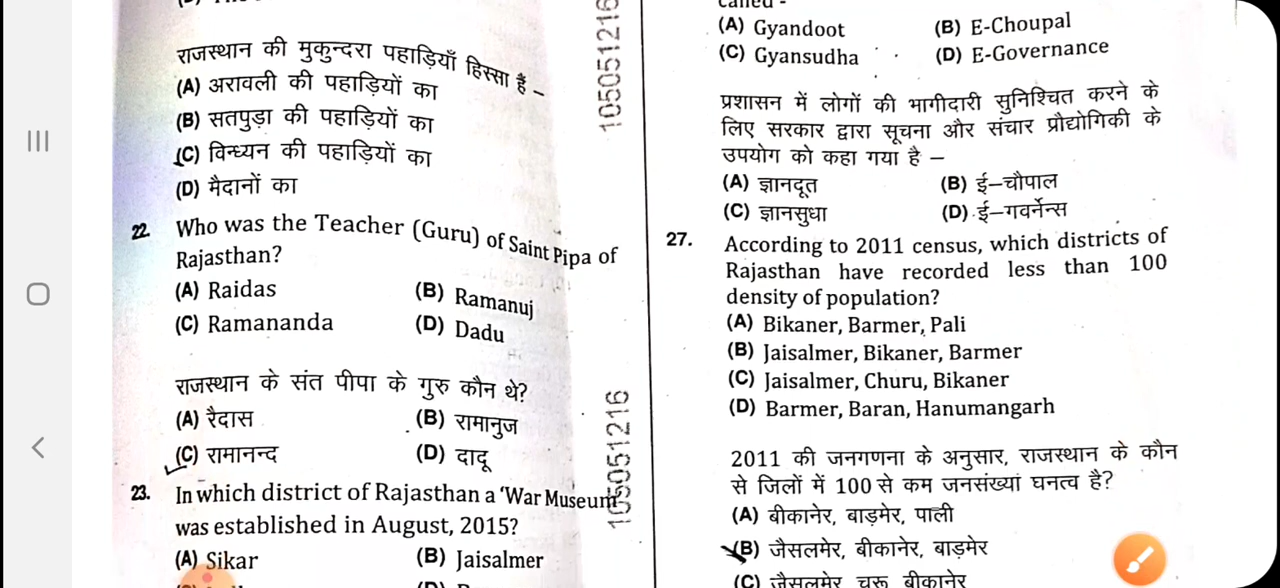 राजस्थान की मुकुन्दरा पहाड़ियाँ हिस्सा हैं –
(A) अरावली की पहाड़ियों का
(B) सतपुड़ा की पहाड़ियों का
(C) विन्ध्यन की पहाड़ियों का
(D) मैदानों का
22. Who was the Teacher (Guru) of Saint Pipa of
Rajasthan?
(A) Raidas (B) Ramanuj
(C) Ramananda (D) Dadu
राजस्थान के संत पीपा के गुरु कौन थे?
(A) रैदास (B) रामानुज
(C) रामानन्द (D) दादू
23. In which district of Rajasthan a ‘War Museum
was established in August, 2015?
(A) Sikar (B) Jaisalmer
105051216
105051216
called -
(A) Gyandoot (B) E-Choupal
(C) Gyansudha (D) E-Governance
प्रशासन में लोगों की भागीदारी सुनिश्चित करने के
लिए सरकार द्वारा सूचना और संचार प्रौद्योगिकी के
उपयोग को कहा गया है –
(A) ज्ञानदूत (B) ई–चौपाल
(C) ज्ञानसुधा (D) ई–गवर्नेन्स
27. According to 2011 census, which districts of
Rajasthan have recorded less than 100
density of population?
(A) Bikaner, Barmer, Pali
(B) Jaisalmer, Bikaner, Barmer
(C) Jaisalmer, Churu, Bikaner
(D) Barmer, Baran, Hanumangarh
2011 की जनगणना के अनुसार, राजस्थान के कौन
से जिलों में 100 से कम जनसंख्यां घनत्व है?
(A) बीकानेर, बाड़मेर, पाली
(B) जैसलमेर, बीकानेर, बाड़मेर
(C) जैसलमेर, चुरू, बीकानेर